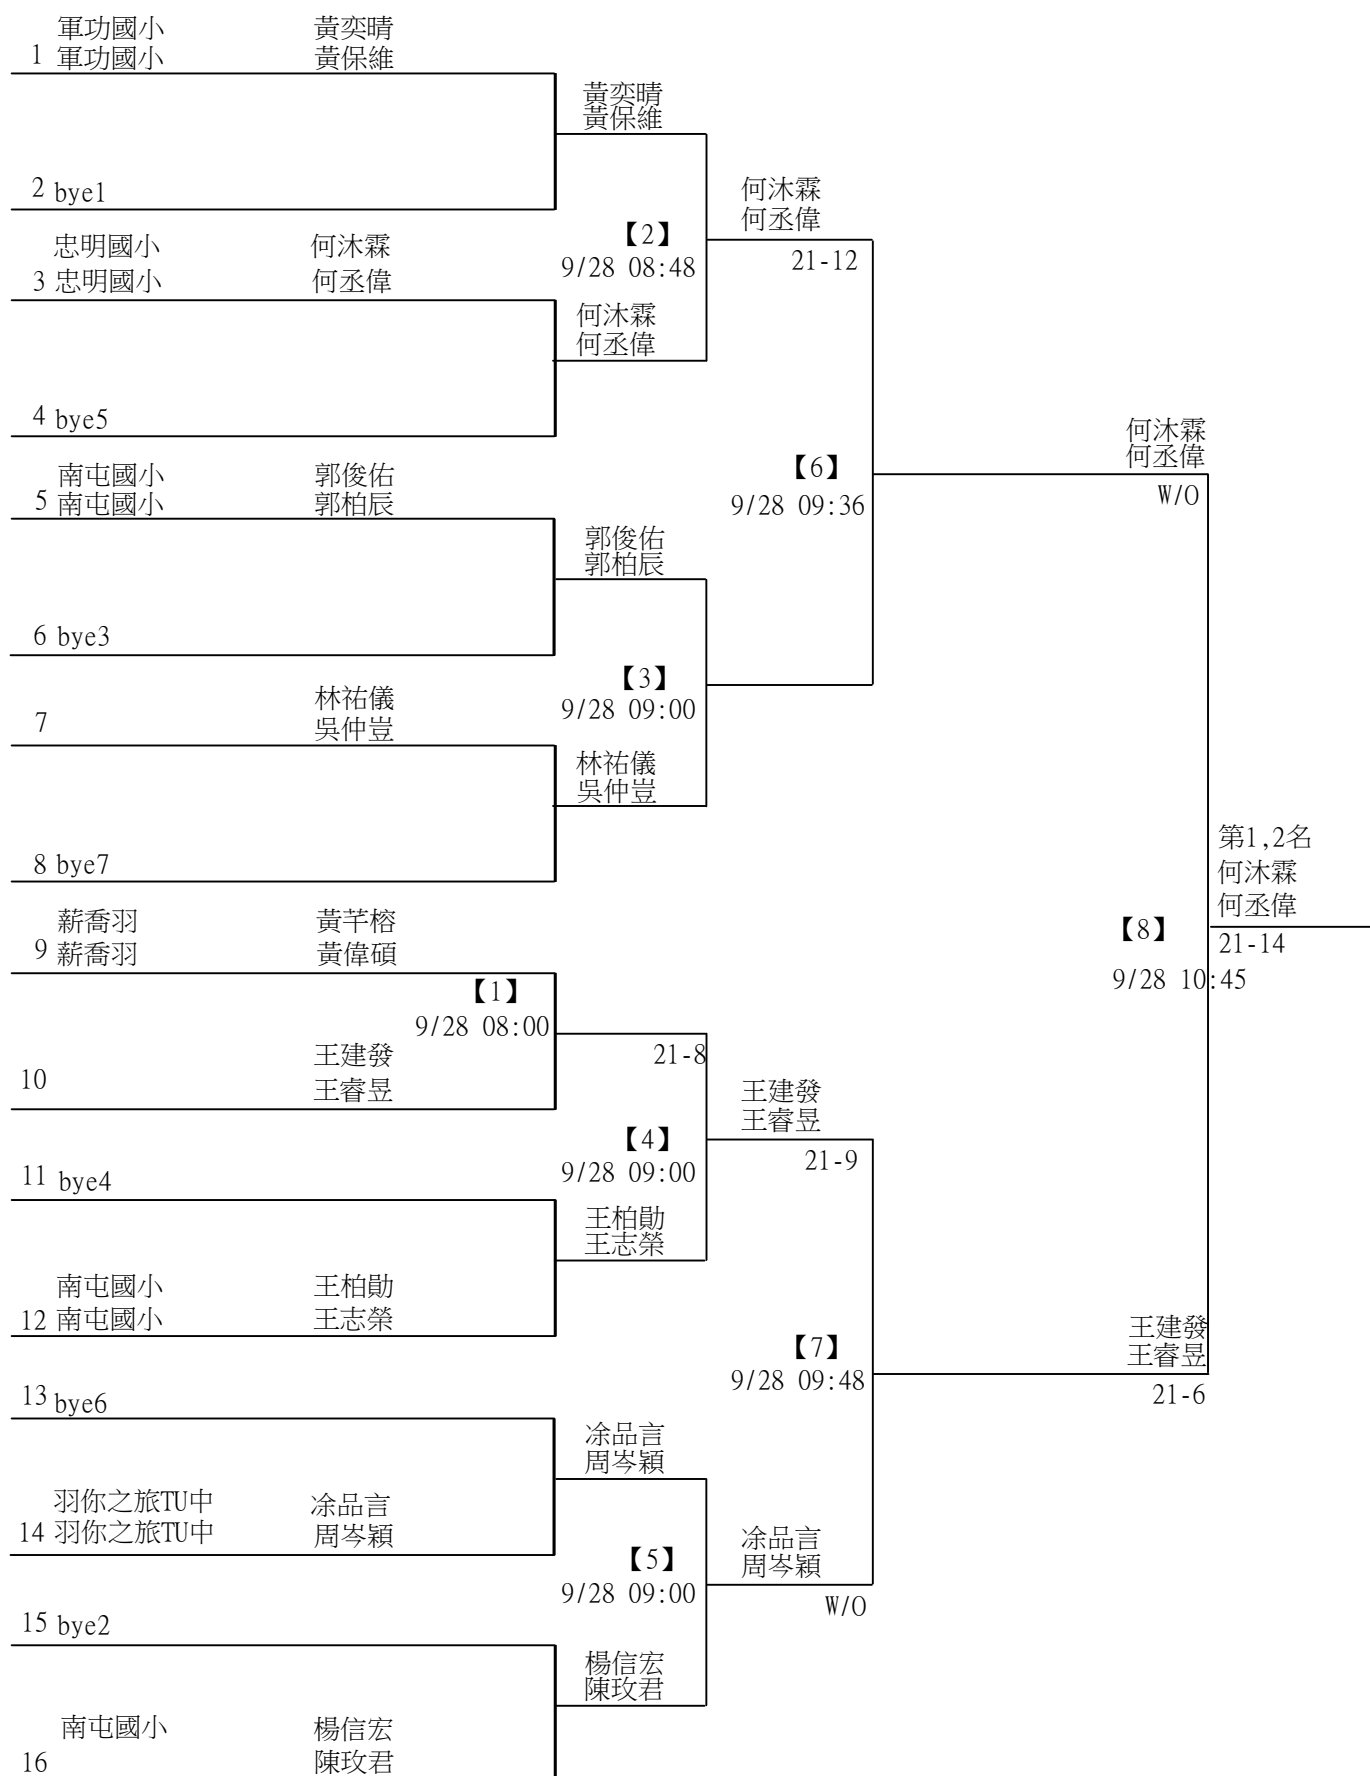 軍功國小 黃奕晴
1 軍功國小 黃保維
黃奕晴
黃保維
2 bye1
何沐霖
何丞偉
【2】
21-12
9/28 08:48
忠明國小 何沐霖
3 忠明國小 何丞偉
何沐霖
何丞偉
4 bye5
何沐霖
何丞偉
W/O
【6】
9/28 09:36
南屯國小 郭俊佑
5 南屯國小 郭柏辰
郭俊佑
郭柏辰
6 bye3
【3】
9/28 09:00
林祐儀
7 吳仲豈
林祐儀
吳仲豈
8 bye7
第1,2名
何沐霖
何丞偉
【8】
21-14
9/28 10:45
薪喬羽 黃芊榕
9 薪喬羽 黃偉碩
【1】
9/28 08:00
21-8
王建發
10 王睿昱
王建發
王睿昱
【4】
21-9
9/28 09:00
11 bye4
王柏勛
王志榮
南屯國小 王柏勛
12 南屯國小 王志榮
【7】
9/28 09:48
王建發
王睿昱
21-6
13 bye6
凃品言
周岑穎
羽你之旅TU中 凃品言
14 羽你之旅TU中 周岑穎
凃品言
周岑穎
【5】
9/28 09:00
W/O
15 bye2
楊信宏
陳玫君
南屯國小 楊信宏
16 陳玫君